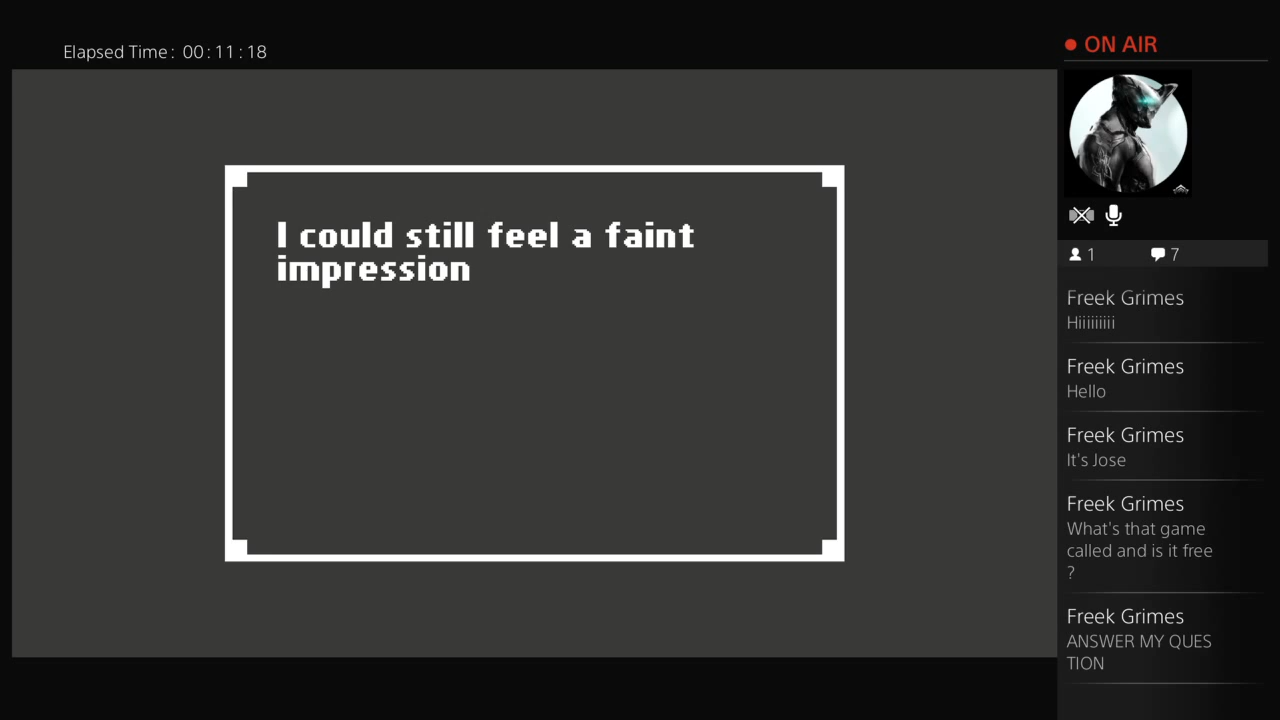 Elapsed Time: 00:11:18
ON AIR
I could still feel a faint
impression
1
7
Freek Grimes
Hiiiiiiiii
Freek Grimes
Hello
Freek Grimes
It's Jose
Freek Grimes
What's that game
called and is it free
?
Freek Grimes
ANSWER MY QUES
TION